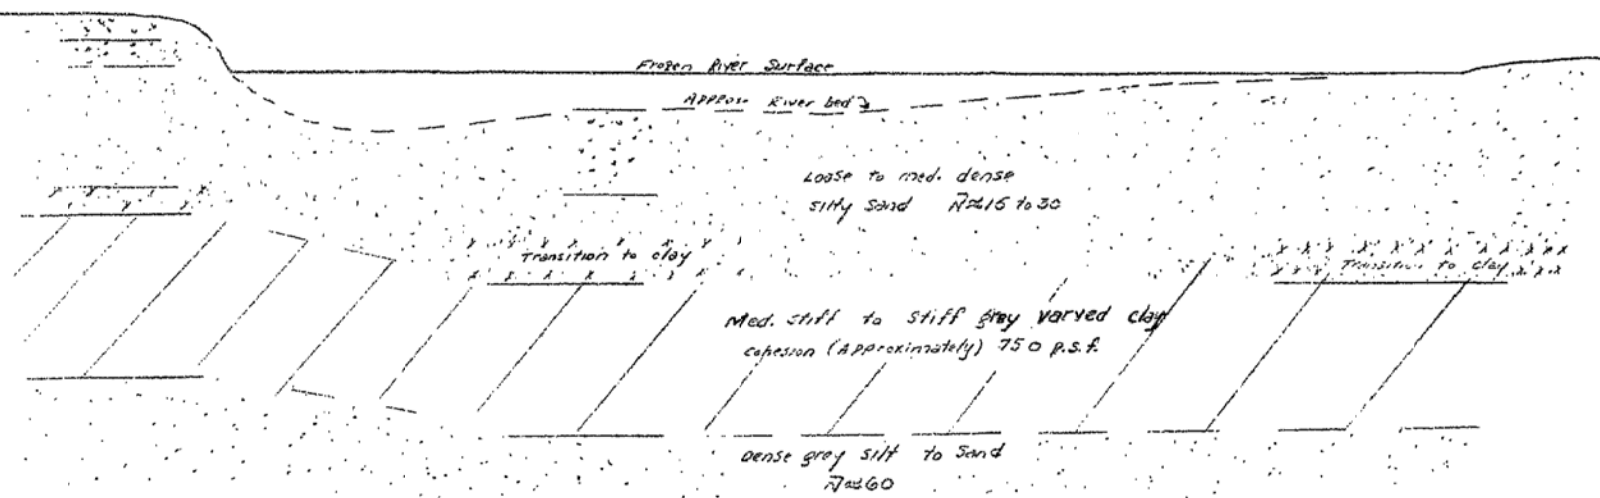 Frozen River Surface
Approx. River bed
Loose to med. dense
silty sand N̄≈15 to 30
Transition to clay
Transition to clay
Med. stiff to stiff grey varved clay
cohesion (Approximately) 750 p.s.f.
Dense grey silt to sand
N̄≈60